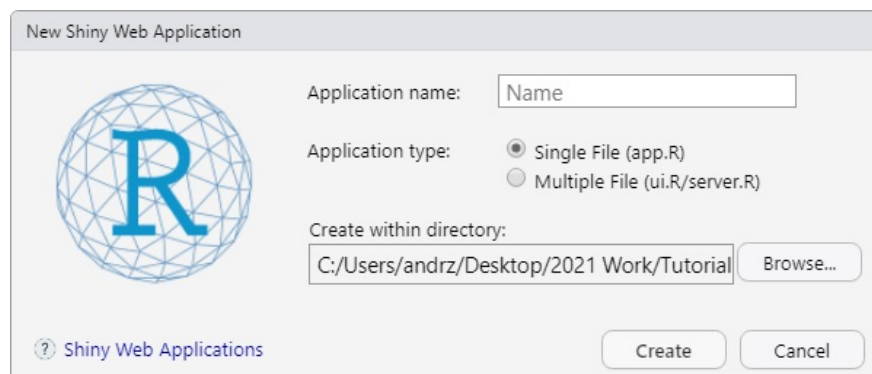 New Shiny Web Application
R
Application name: Name
Application type: Single File (app.R)
Multiple File (ui.R/server.R)
Create within directory:
C:/Users/andrz/Desktop/2021 Work/Tutorial Browse...
? Shiny Web Applications Create Cancel